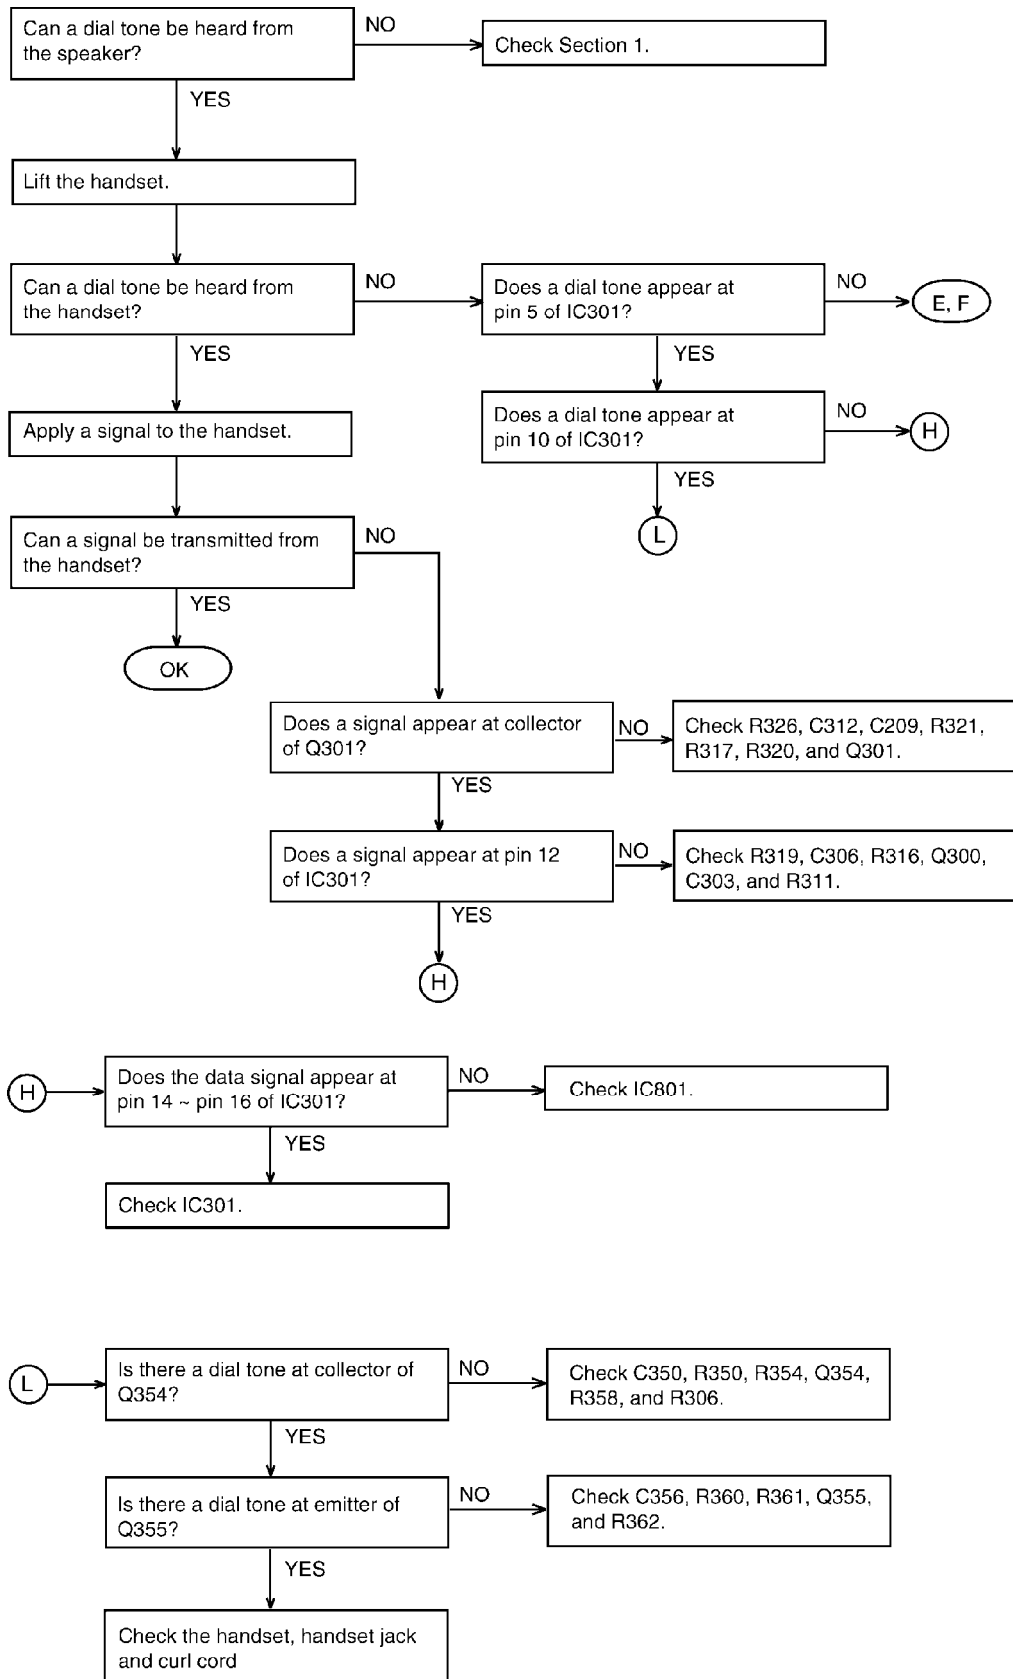 Can a dial tone be heard from
the speaker?
NO
Check Section 1.
YES
Lift the handset.
Can a dial tone be heard from
the handset?
NO
Does a dial tone appear at
pin 5 of IC301?
NO
E, F
YES
YES
Apply a signal to the handset.
Does a dial tone appear at
pin 10 of IC301?
NO
H
YES
L
Can a signal be transmitted from
the handset?
NO
YES
OK
Does a signal appear at collector
of Q301?
NO
Check R326, C312, C209, R321,
R317, R320, and Q301.
YES
Does a signal appear at pin 12
of IC301?
NO
Check R319, C306, R316, Q300,
C303, and R311.
YES
H
H
Does the data signal appear at
pin 14 ~ pin 16 of IC301?
NO
Check IC801.
YES
Check IC301.
L
Is there a dial tone at collector of
Q354?
NO
Check C350, R350, R354, Q354,
R358, and R306.
YES
Is there a dial tone at emitter of
Q355?
NO
Check C356, R360, R361, Q355,
and R362.
YES
Check the handset, handset jack
and curl cord